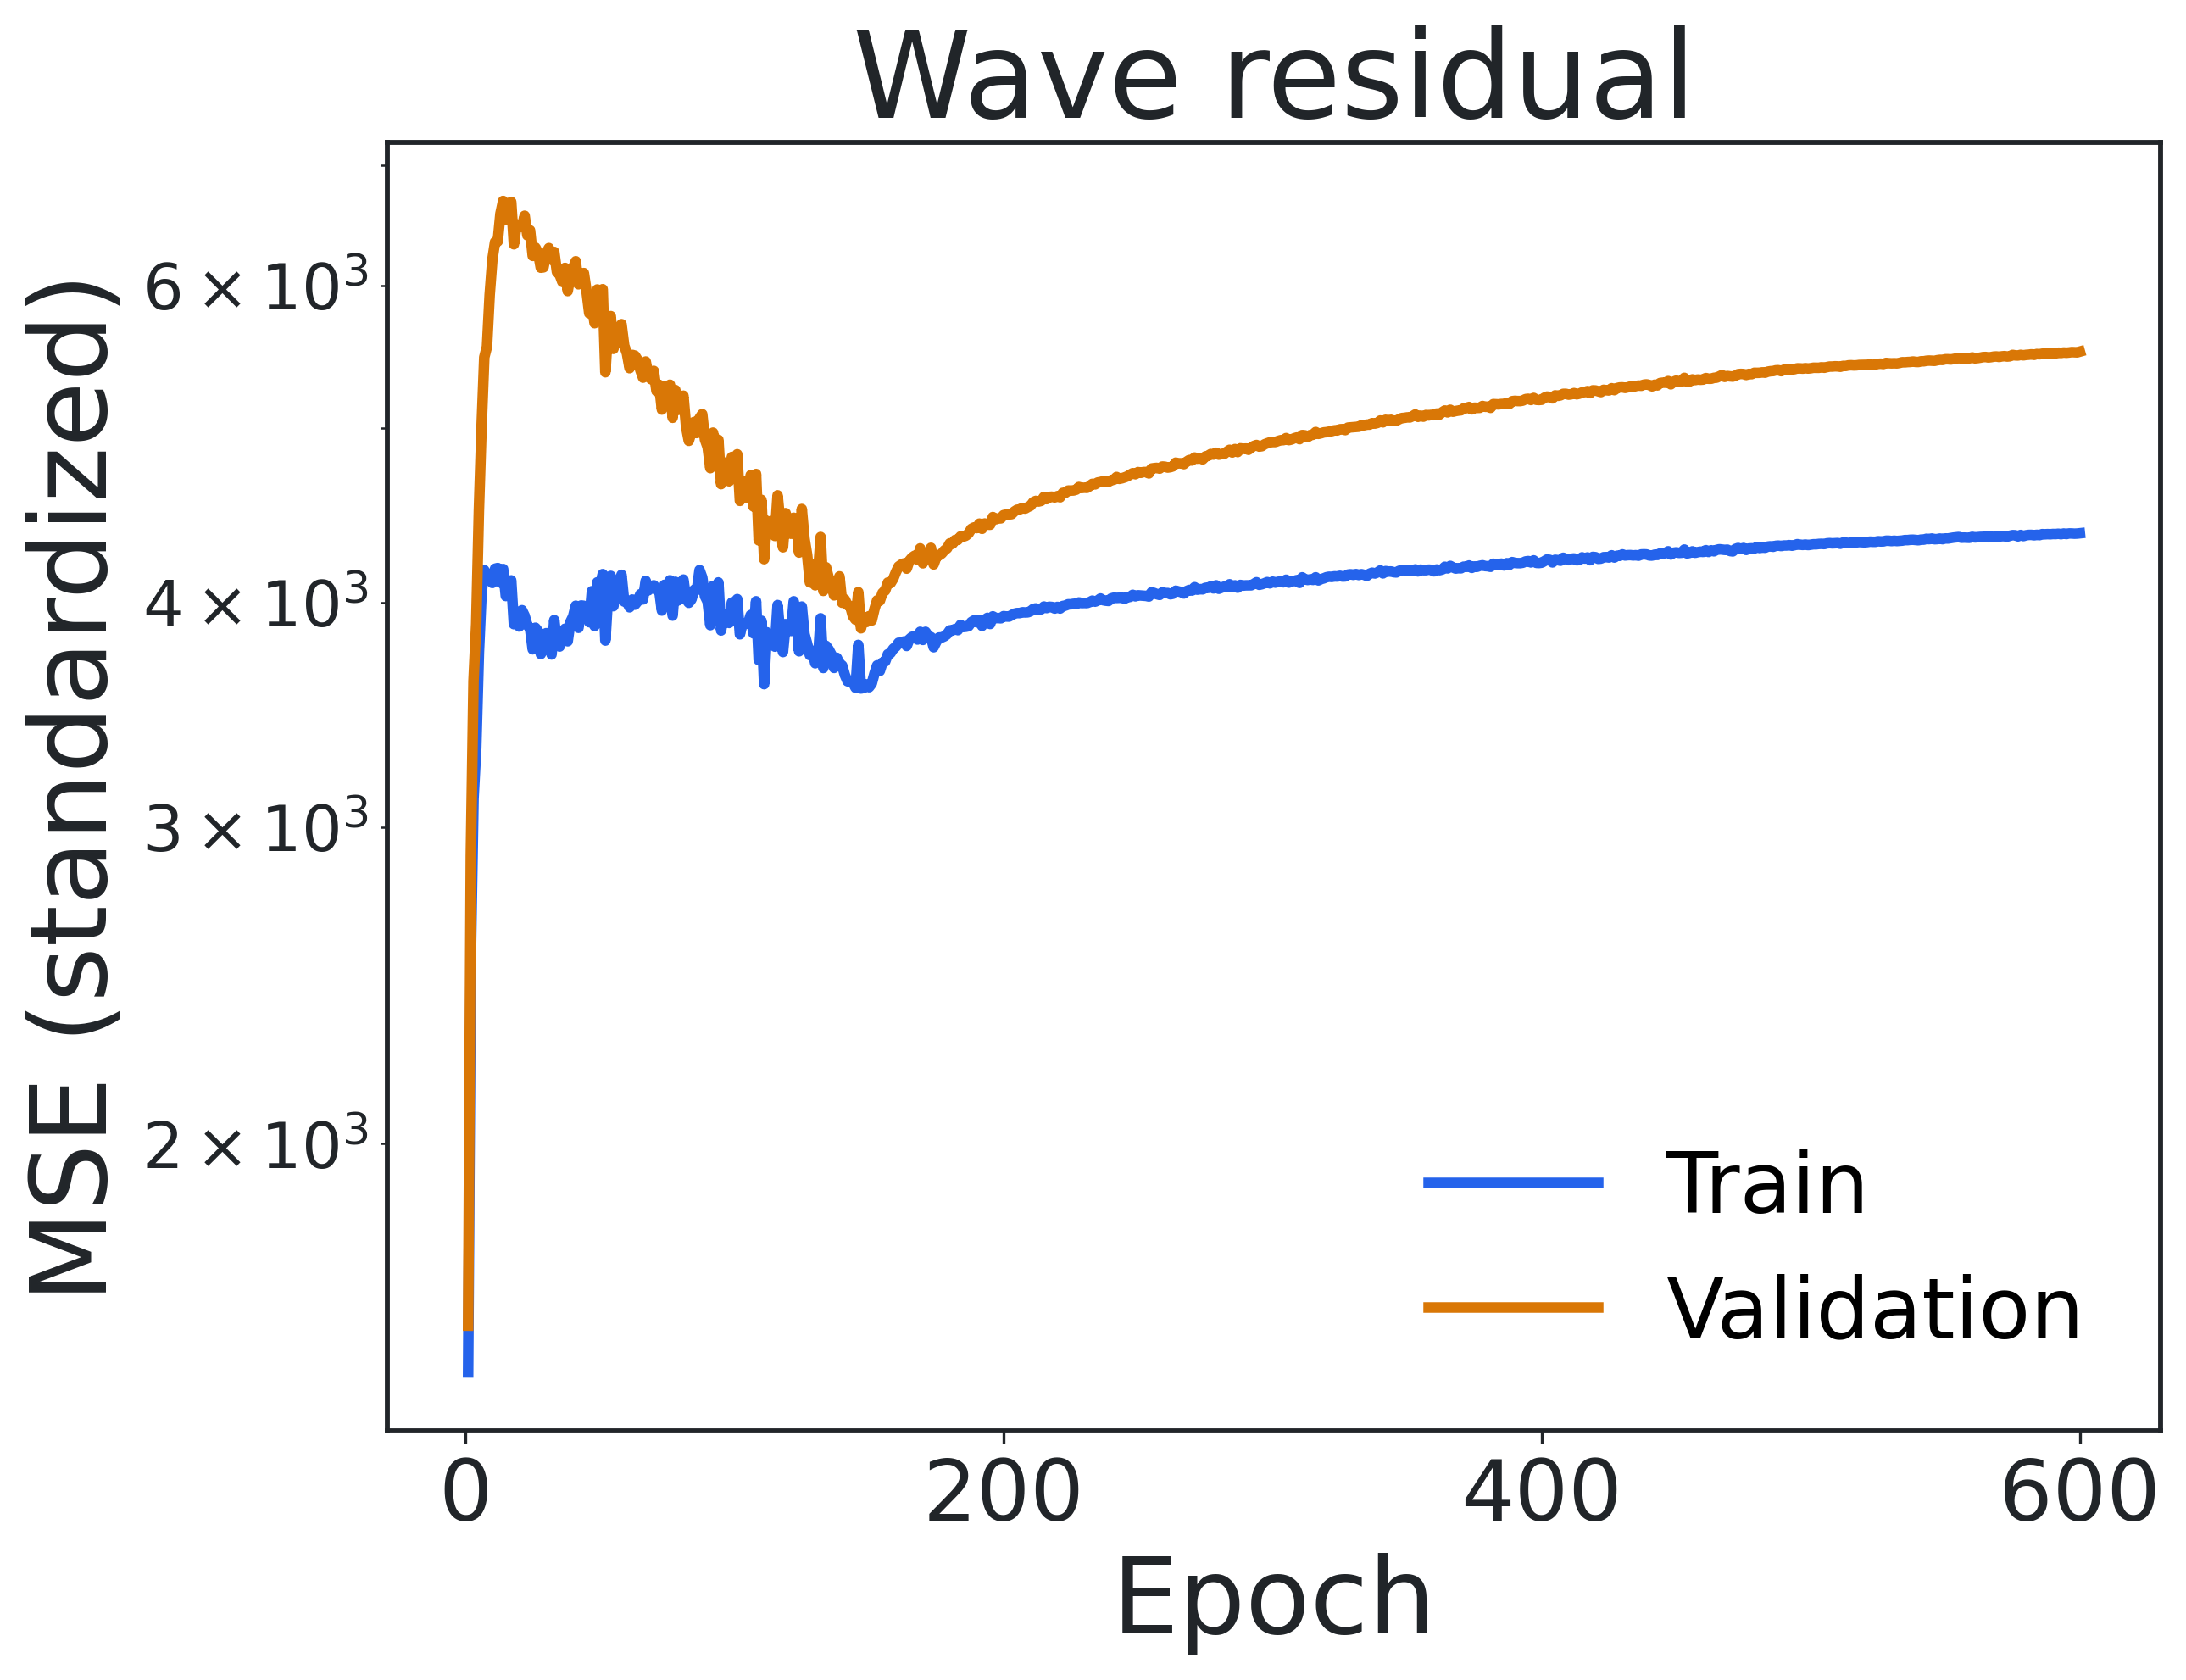 Wave residual
MSE (standardized)
6 × 10³
4 × 10³
3 × 10³
2 × 10³
Train
Validation
0 200 400 600
Epoch